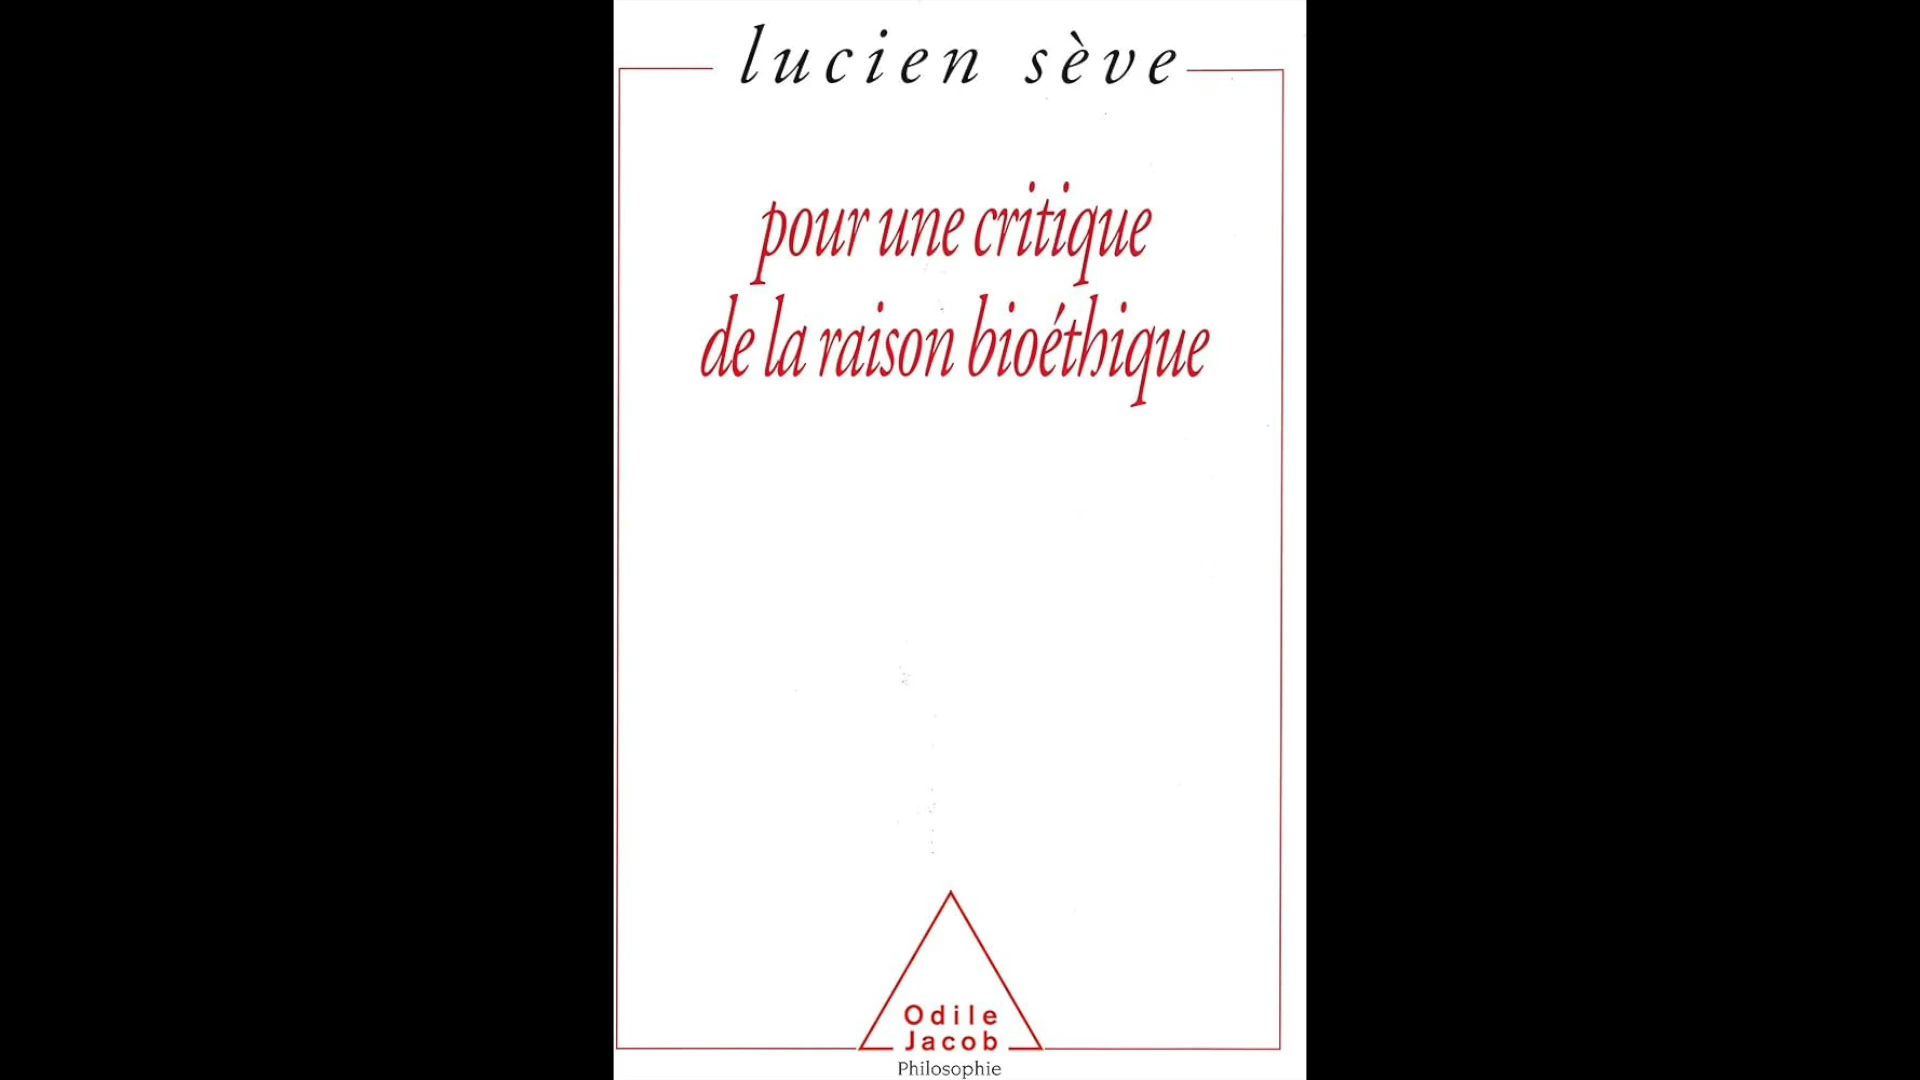 lucien sève
pour une critique
de la raison bioéthique
Odile
Jacob
Philosophie